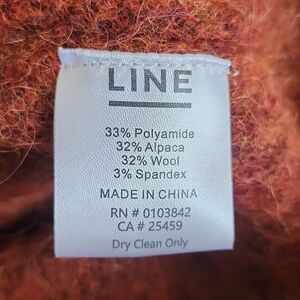 LINE
33% Polyamide
32% Alpaca
32% Wool
3% Spandex
MADE IN CHINA
RN # 0103842
CA # 25459
Dry Clean Only